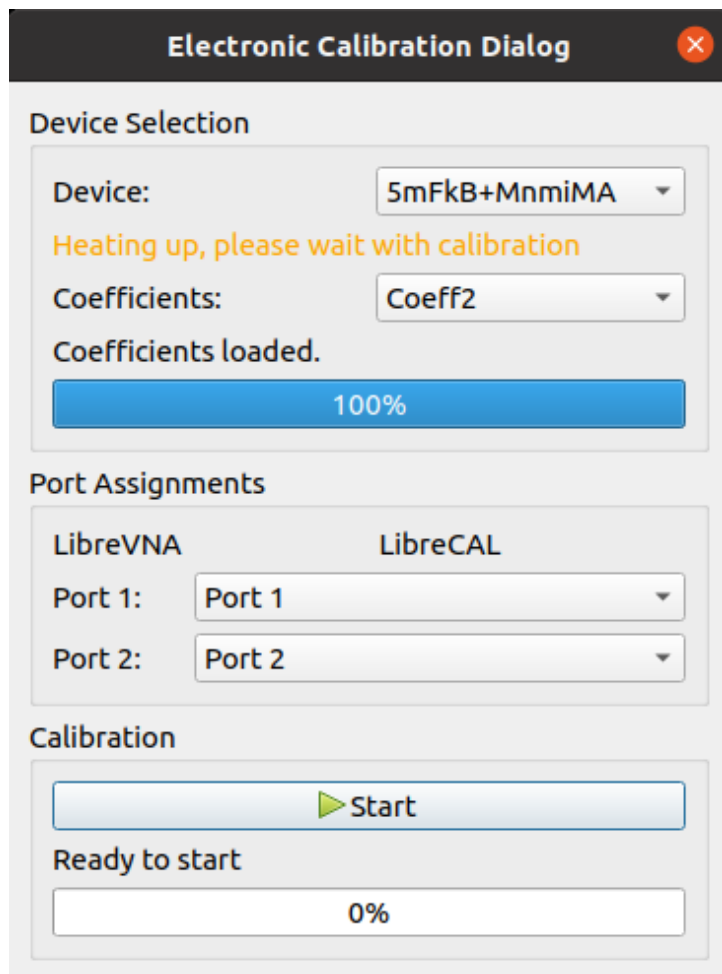 Electronic Calibration Dialog
Device Selection
Device: 5mFkB+MnmiMA
Heating up, please wait with calibration
Coefficients: Coeff2
Coefficients loaded.
100%
Port Assignments
LibreVNA LibreCAL
Port 1: Port 1
Port 2: Port 2
Calibration
Start
Ready to start
0%